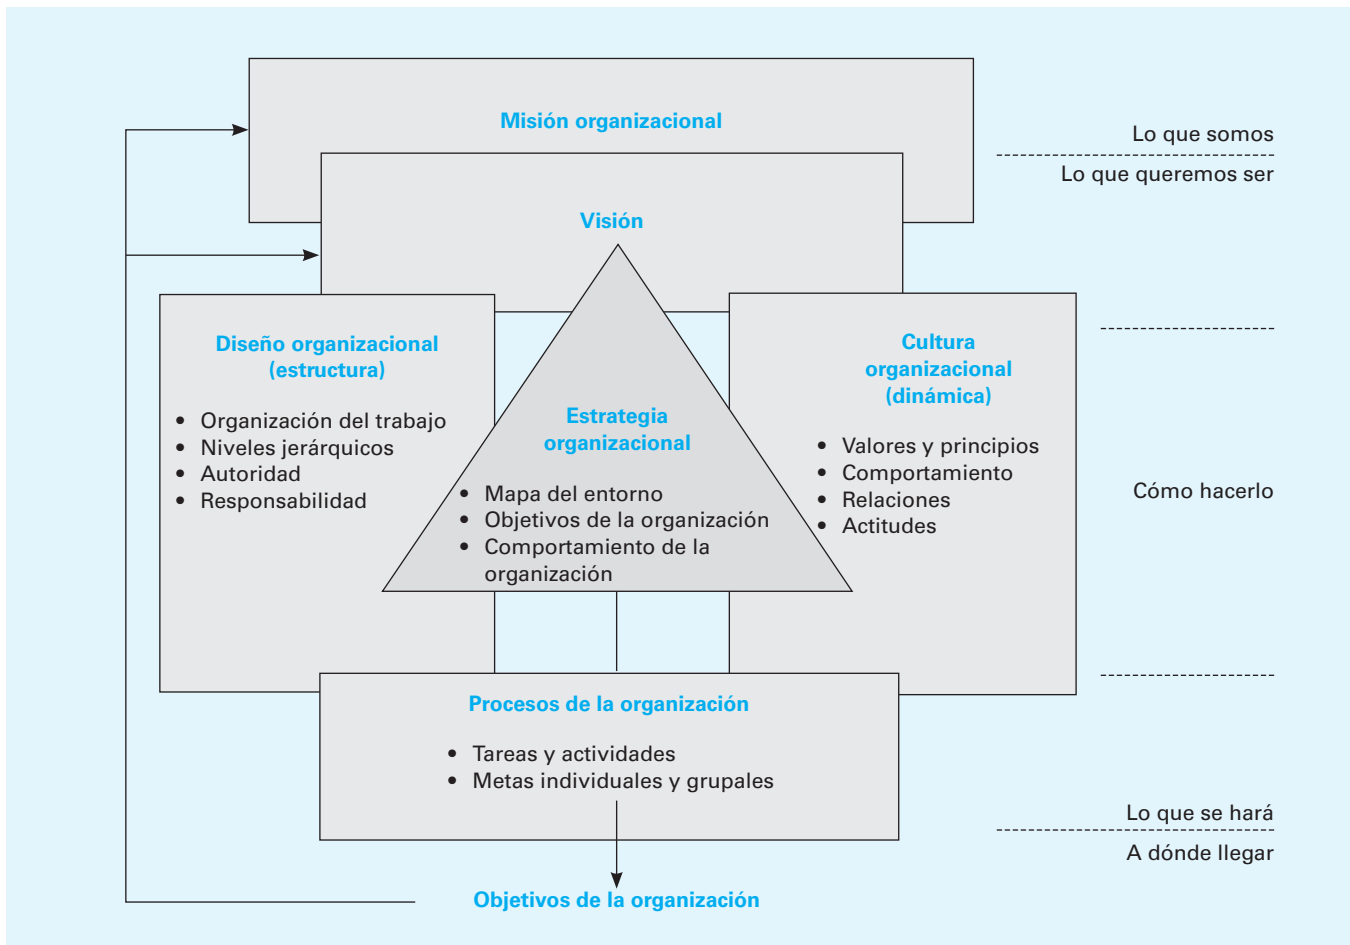 Misión organizacional
Lo que somos
Lo que queremos ser
Visión
Diseño organizacional
(estructura)
• Organización del trabajo
• Niveles jerárquicos
• Autoridad
• Responsabilidad
Estrategia
organizacional
• Mapa del entorno
• Objetivos de la organización
• Comportamiento de la
organización
Cultura
organizacional
(dinámica)
• Valores y principios
• Comportamiento
• Relaciones
• Actitudes
Cómo hacerlo
Procesos de la organización
• Tareas y actividades
• Metas individuales y grupales
Lo que se hará
A dónde llegar
Objetivos de la organización